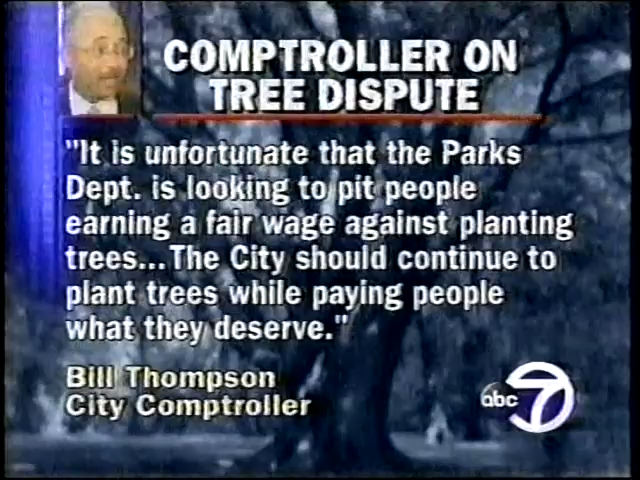 COMPTROLLER ON
TREE DISPUTE
"It is unfortunate that the Parks
Dept. is looking to pit people
earning a fair wage against planting
trees...The City should continue to
plant trees while paying people
what they deserve."
Bill Thompson
City Comptroller
abc 7